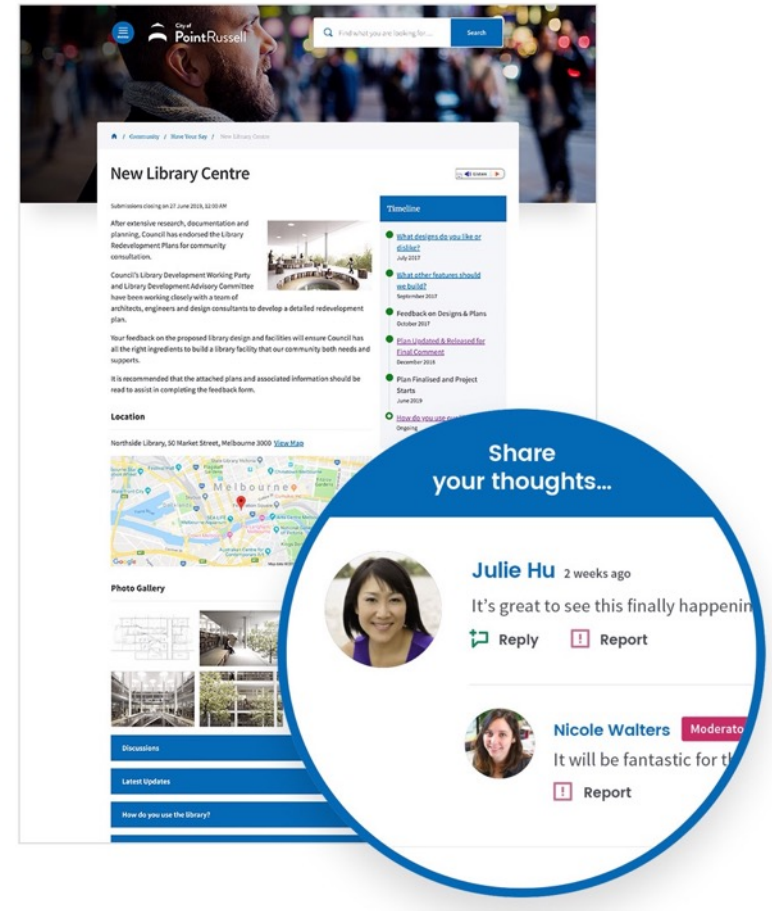 City of
PointRussell
Find what you are looking for....
Search
/ Community / Have Your Say / New Library Centre
New Library Centre
Listen
Submissions closing on 27 June 2019, 12:00 AM
After extensive research, documentation and
planning, Council has endorsed the Library
Redevelopment Plans for community
consultation.
Council's Library Development Working Party
and Library Development Advisory Committee
have been working closely with a team of
architects, engineers and design consultants to develop a detailed redevelopment
plan.
Your feedback on the proposed library design and facilities will ensure Council has
all the right ingredients to build a library facility that our community both needs and
supports.
It is recommended that the attached plans and associated information should be
read to assist in completing the feedback form.
Location
Northside Library, 50 Market Street, Melbourne 3000 View Map
Melbourne
Google
Photo Gallery
Discussions
Latest Updates
How do you use the library?
Timeline
What designs do you like or
dislike?
July 2017
What other features should
we build?
September 2017
Feedback on Designs & Plans
October 2017
Plan Updated & Released for
Final Comment
December 2018
Plan Finalised and Project
Starts
June 2019
How do you use our
Ongoing
Share
your thoughts...
Julie Hu 2 weeks ago
It's great to see this finally happenin
Reply Report
Nicole Walters Moderato
It will be fantastic for th
Report